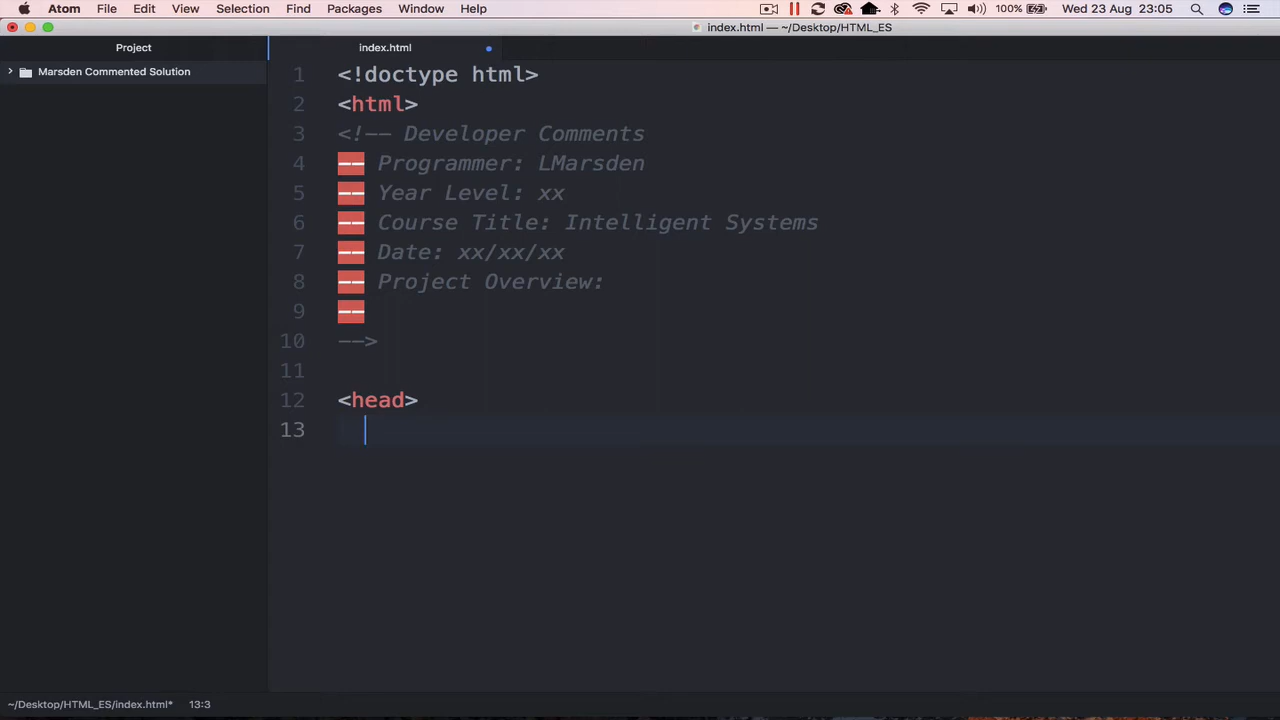 Atom File Edit View Selection Find Packages Window Help 100% Wed 23 Aug 23:05
index.html — ~/Desktop/HTML_ES
Project index.html
Marsden Commented Solution
1 <!doctype html>
2 <html>
3 <!-- Developer Comments
4 -- Programmer: LMarsden
5 -- Year Level: xx
6 -- Course Title: Intelligent Systems
7 -- Date: xx/xx/xx
8 -- Project Overview:
9 --
10 -->
11
12 <head>
13
~/Desktop/HTML_ES/index.html* 13:3